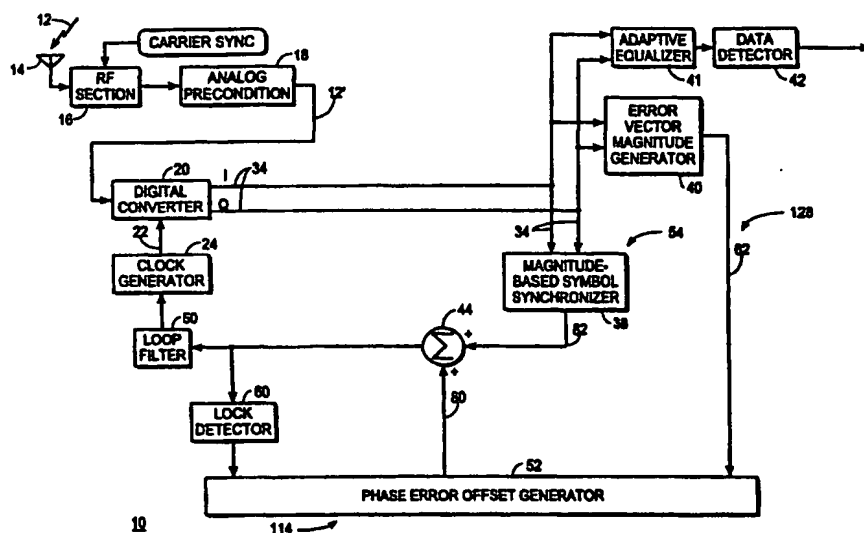 12
CARRIER SYNC
14
18
RF
SECTION
ANALOG
PRECONDITION
16
12'
ADAPTIVE
EQUALIZER
DATA
DETECTOR
41
42
ERROR
VECTOR
MAGNITUDE
GENERATOR
40
20
I
34
DIGITAL
CONVERTER
Q
22
24
34
54
128
62
CLOCK
GENERATOR
MAGNITUDE-
BASED SYMBOL
SYNCHRONIZER
44
38
50
+
82
LOOP
FILTER
Σ
+
60
80
LOCK
DETECTOR
52
PHASE ERROR OFFSET GENERATOR
10
114